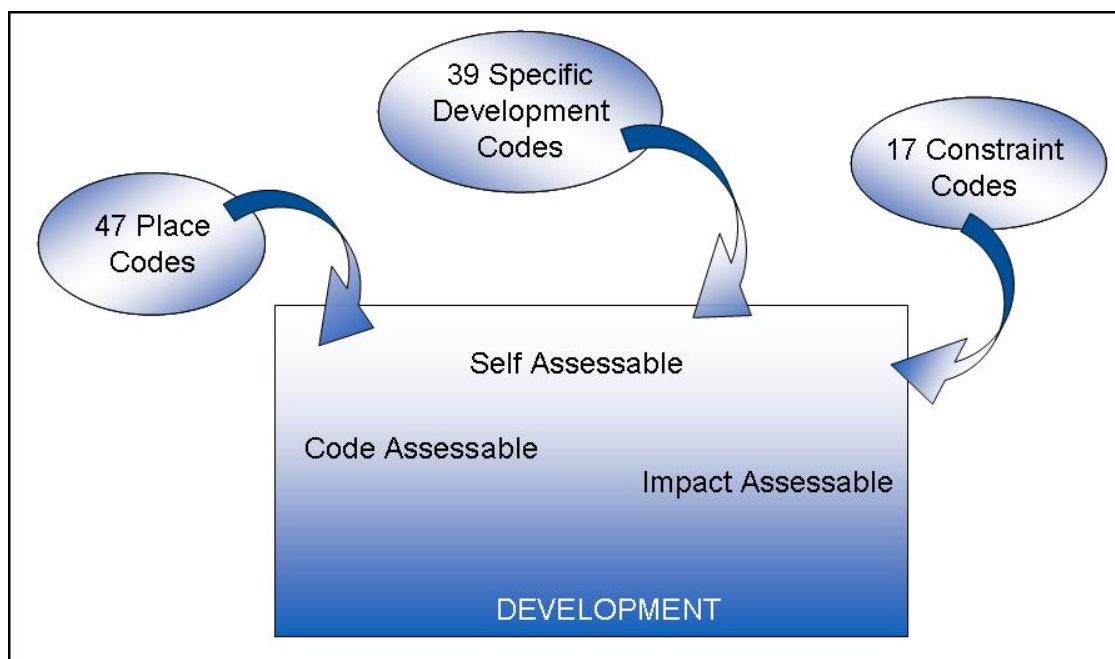 39 Specific
Development
Codes
17 Constraint
Codes
47 Place
Codes
Self Assessable
Code Assessable
Impact Assessable
DEVELOPMENT